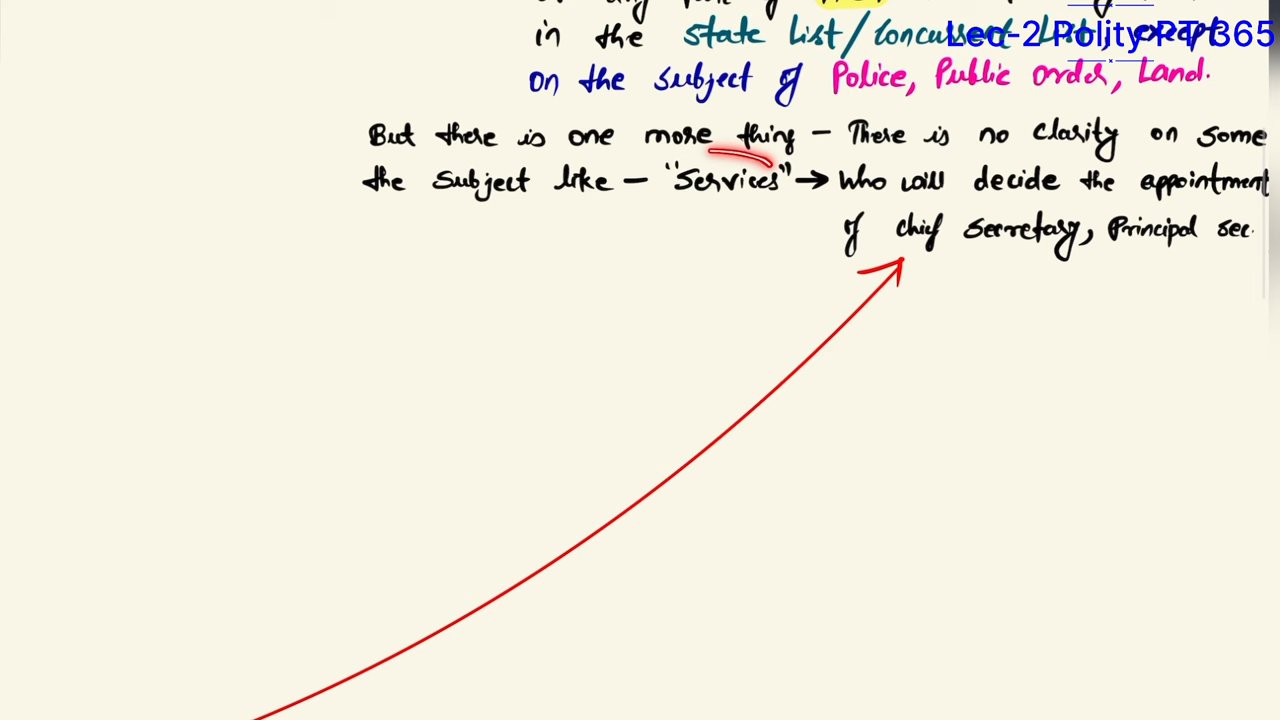 in the state List/Concurrent List, except
Lec-2 Polity PT 365
on the subject of Police, Public order, Land.
But there is one more thing – There is no clarity on some
the subject like – "Services" → who will decide the appointment
of chief secretary, Principal sec.